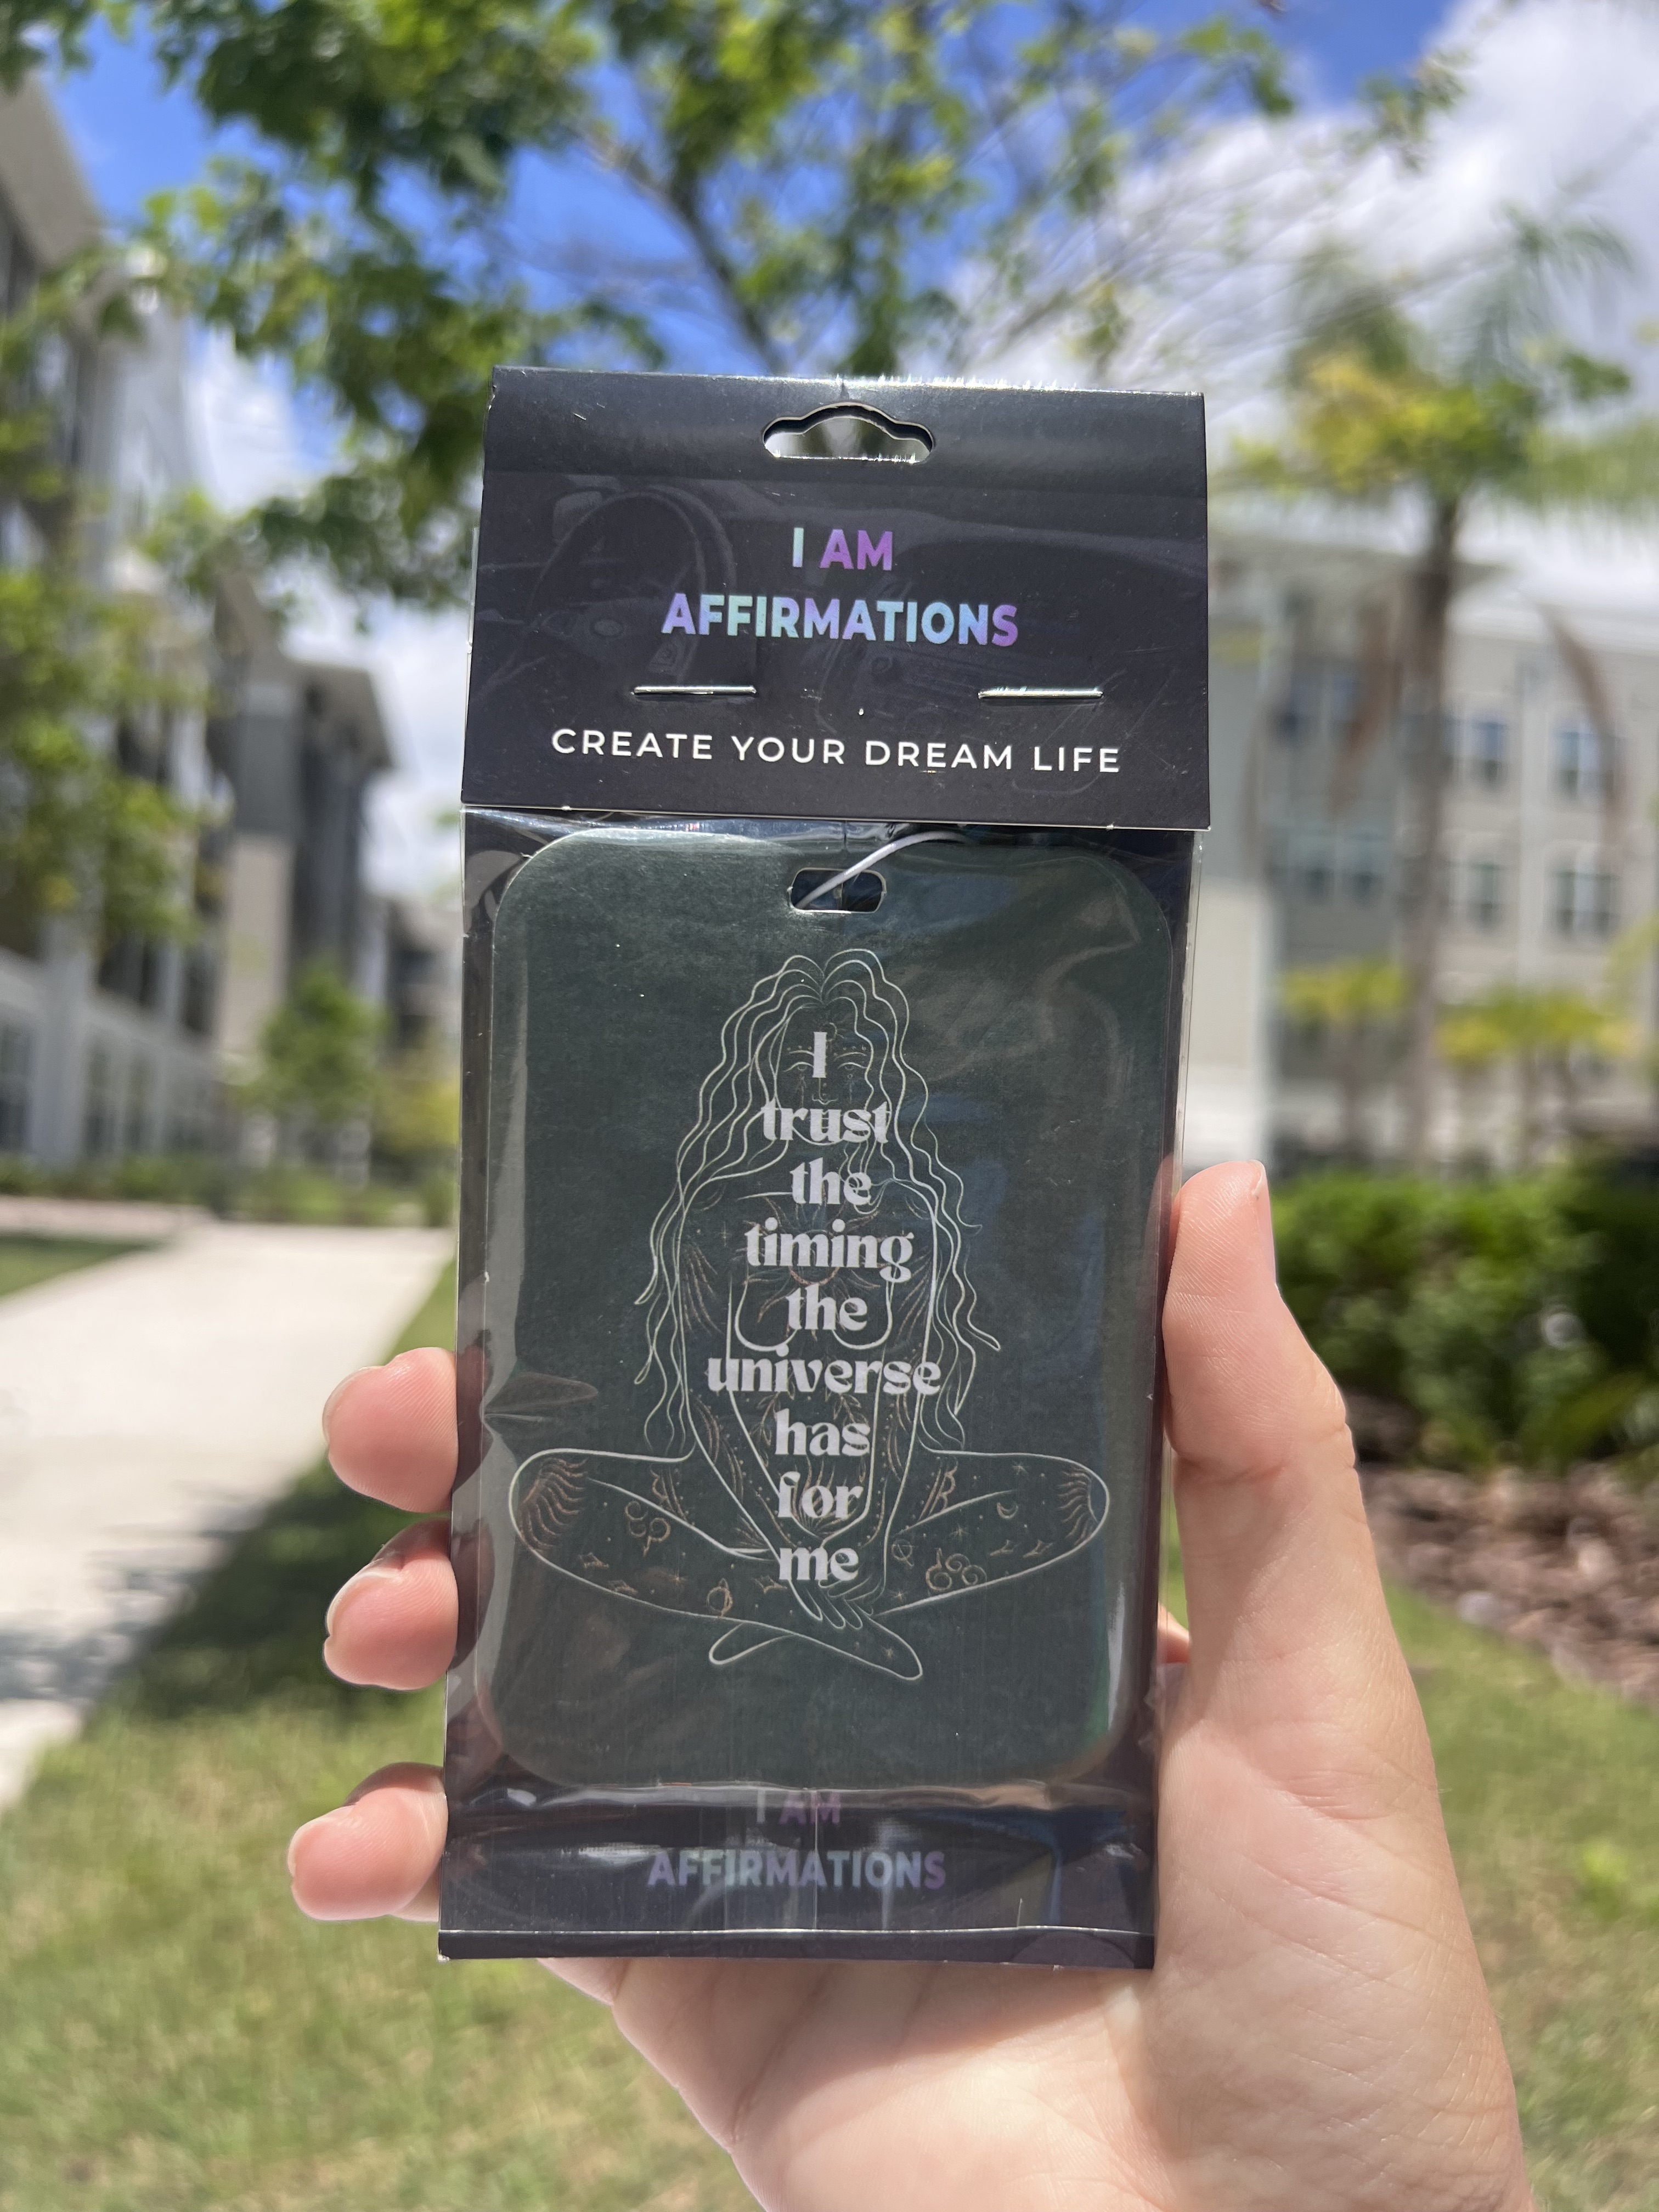 I AM
AFFIRMATIONS
CREATE YOUR DREAM LIFE
I
trust
the
timing
the
universe
has
for
me
I AM
AFFIRMATIONS